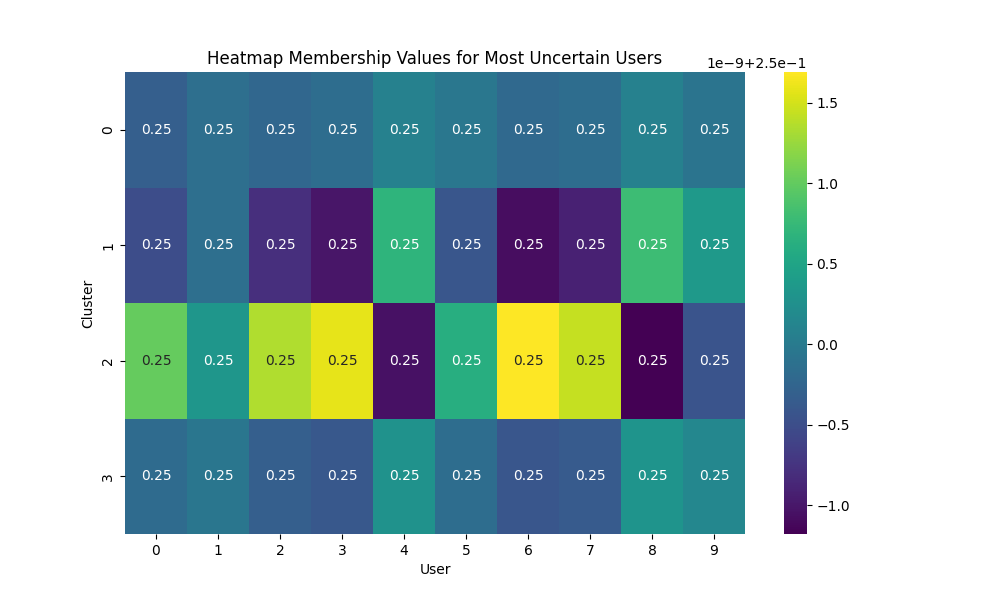 Heatmap Membership Values for Most Uncertain Users
1e−9+2.5e−1
0 0.25 0.25 0.25 0.25 0.25 0.25 0.25 0.25 0.25 0.25
1 0.25 0.25 0.25 0.25 0.25 0.25 0.25 0.25 0.25 0.25
2 0.25 0.25 0.25 0.25 0.25 0.25 0.25 0.25 0.25 0.25
3 0.25 0.25 0.25 0.25 0.25 0.25 0.25 0.25 0.25 0.25
Cluster
0 1 2 3 4 5 6 7 8 9
User
1.5
1.0
0.5
0.0
−0.5
−1.0